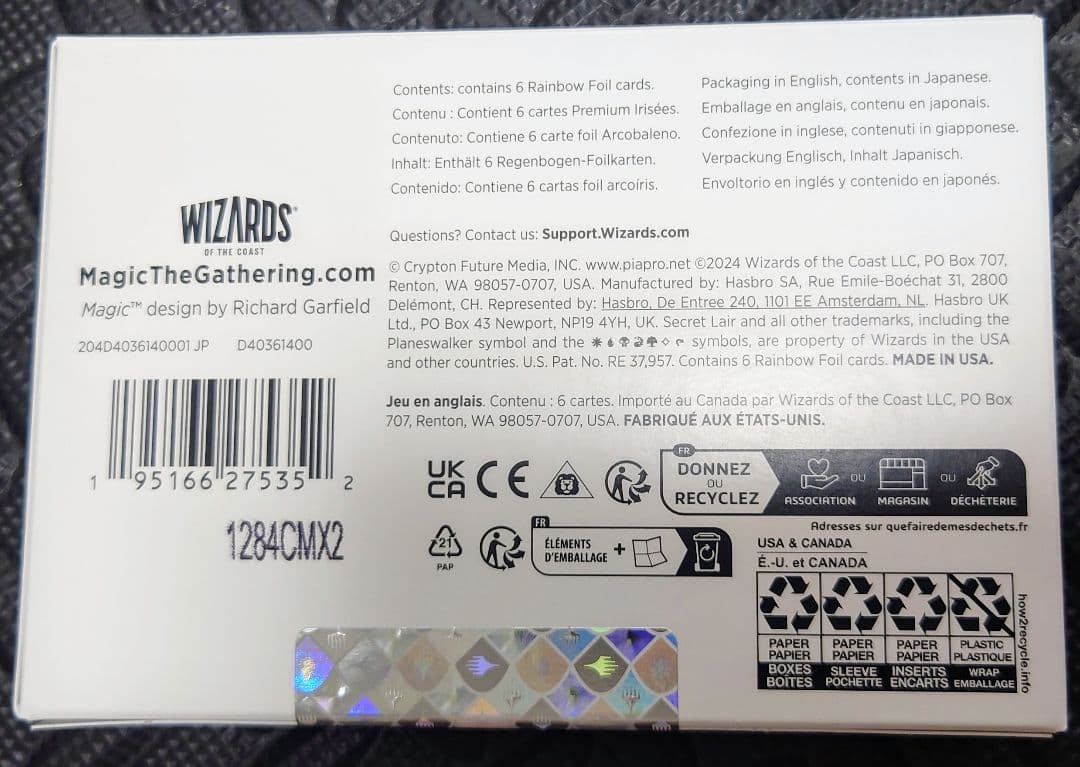 Contents: contains 6 Rainbow Foil cards.
Contenu : Contient 6 cartes Premium Irisées.
Contenuto: Contiene 6 carte foil Arcobaleno.
Inhalt: Enthält 6 Regenbogen-Foilkarten.
Contenido: Contiene 6 cartas foil arcoíris.
Packaging in English, contents in Japanese.
Emballage en anglais, contenu en japonais.
Confezione in inglese, contenuti in giapponese.
Verpackung Englisch, Inhalt Japanisch.
Envoltorio en inglés y contenido en japonés.
WIZARDS®
OF THE COAST
MagicTheGathering.com
Magic™ design by Richard Garfield
204D4036140001 JP D40361400
1 95166 27535 2
1284CMX2
Questions? Contact us: Support.Wizards.com
© Crypton Future Media, INC. www.piapro.net ©2024 Wizards of the Coast LLC, PO Box 707,
Renton, WA 98057-0707, USA. Manufactured by: Hasbro SA, Rue Emile-Boéchat 31, 2800
Delémont, CH. Represented by: Hasbro, De Entree 240, 1101 EE Amsterdam, NL. Hasbro UK
Ltd., PO Box 43 Newport, NP19 4YH, UK. Secret Lair and all other trademarks, including the
Planeswalker symbol and the symbols, are property of Wizards in the USA
and other countries. U.S. Pat. No. RE 37,957. Contains 6 Rainbow Foil cards. MADE IN USA.
Jeu en anglais. Contenu : 6 cartes. Importé au Canada par Wizards of the Coast LLC, PO Box
707, Renton, WA 98057-0707, USA. FABRIQUÉ AUX ÉTATS-UNIS.
UK
CA
CE
FR
DONNEZ
OU
RECYCLEZ
ASSOCIATION
OU
MAGASIN
OU
DÉCHÈTERIE
Adresses sur quefairedemesdechets.fr
21
PAP
FR
ÉLÉMENTS
D'EMBALLAGE
+
USA & CANADA
É.-U. et CANADA
PAPER
PAPIER
BOXES
BOÎTES
PAPER
PAPIER
SLEEVE
POCHETTE
PAPER
PAPIER
INSERTS
ENCARTS
PLASTIC
PLASTIQUE
WRAP
EMBALLAGE
how2recycle.info